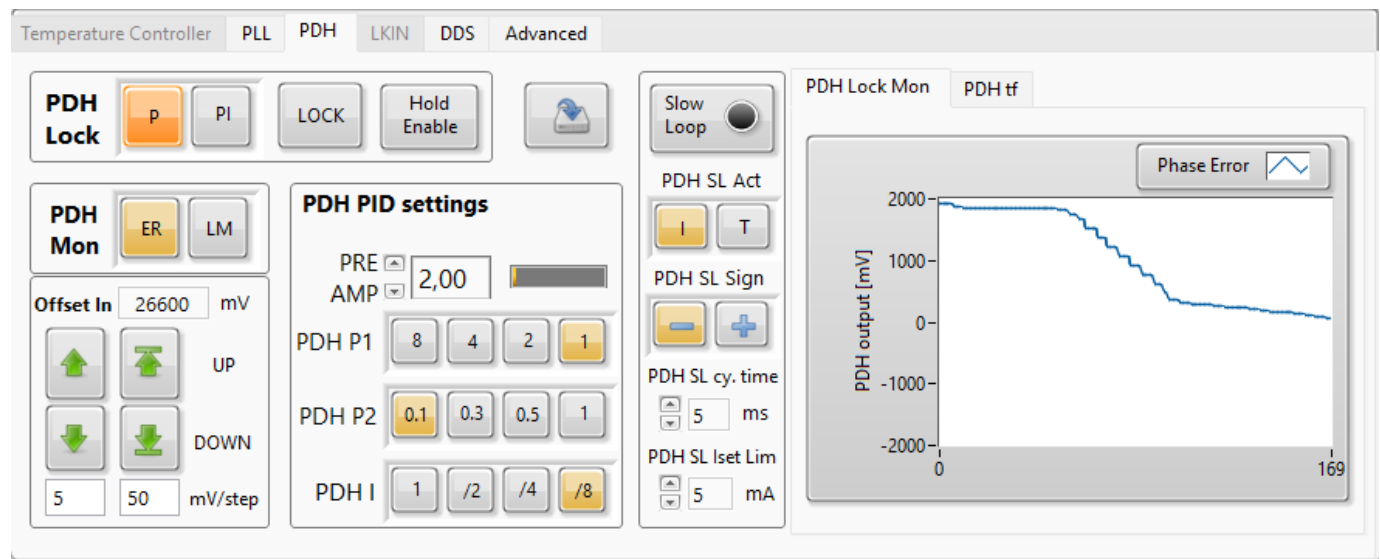 Temperature Controller PLL PDH LKIN DDS Advanced
PDH Lock
P PI LOCK Hold Enable
PDH Mon
ER LM
Offset In 26600 mV
UP
DOWN
5 50 mV/step
PDH PID settings
PRE AMP 2,00
PDH P1 8 4 2 1
PDH P2 0.1 0.3 0.5 1
PDH I 1 /2 /4 /8
Slow Loop
PDH SL Act
I T
PDH SL Sign
PDH SL cy. time
5 ms
PDH SL Iset Lim
5 mA
PDH Lock Mon PDH tf
Phase Error
PDH output [mV]
2000
1000
0
-1000
-2000
0 169